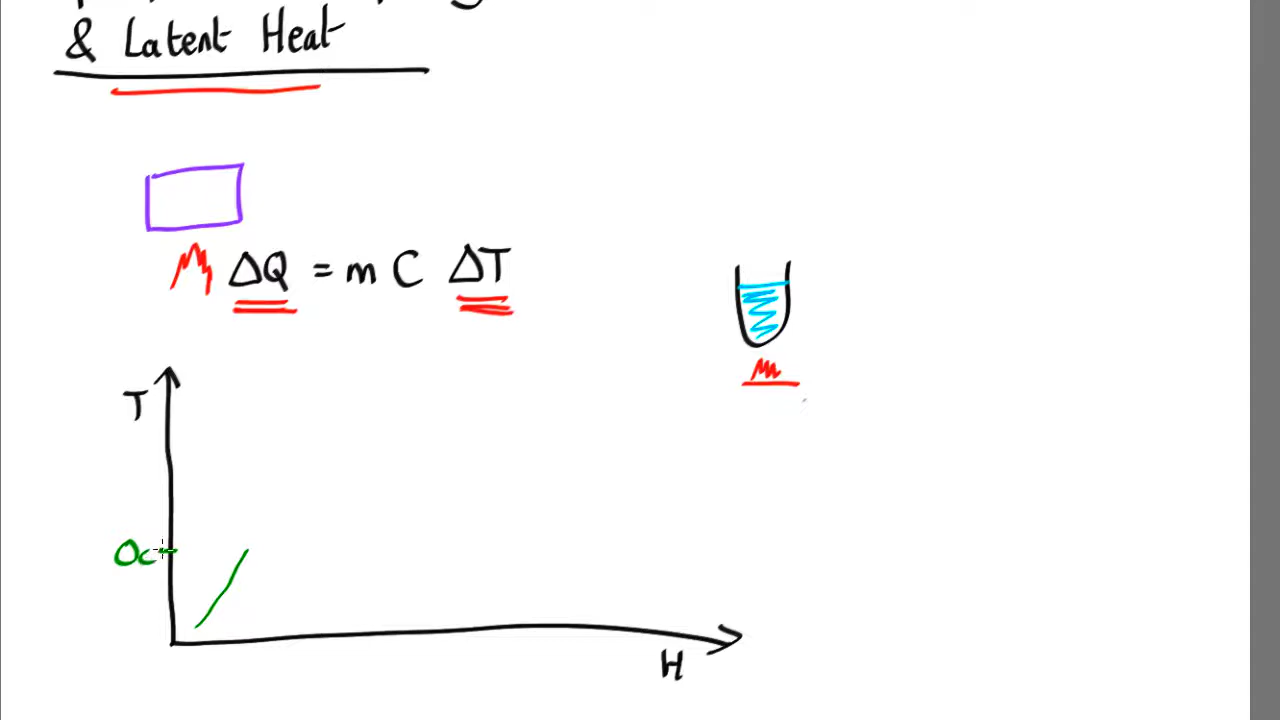 & Latent Heat
ΔQ = m C ΔT
T
0c
H